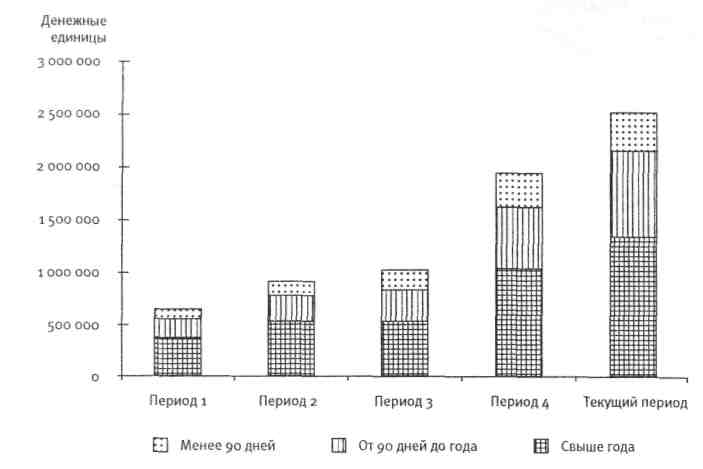 Денежные
единицы
3 000 000
2 500 000
2 000 000
1 500 000
1 000 000
500 000
0
Период 1 Период 2 Период 3 Период 4 Текущий период
Менее 90 дней От 90 дней до года Свыше года